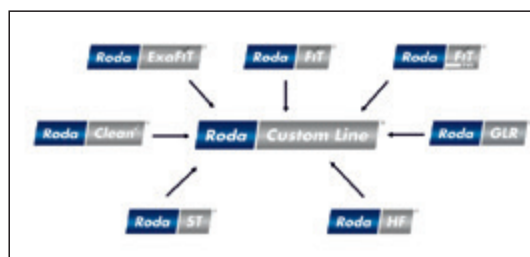 Roda ExaFiT
Roda FiT
Roda FiT
Roda Clean
Roda Custom Line
Roda GLR
Roda ST
Roda HF